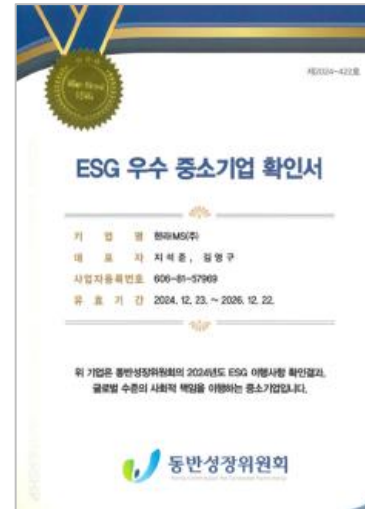 제2024-422호
ESG 우수 중소기업 확인서
기 업 명 한라IMS(주)
대 표 자 지석준, 김영구
사업자등록번호 606-81-57969
유 효 기 간 2024. 12. 23. ~ 2026. 12. 22.
위 기업은 동반성장위원회의 2024년도 ESG 이행사항 확인결과,
글로벌 수준의 사회적 책임을 이행하는 중소기업입니다.
동반성장위원회